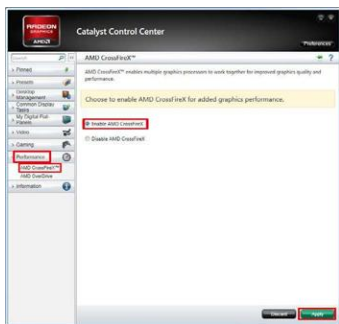 RADEON
GRAPHICS
AMD
Catalyst Control Center
Preferences
Search
AMD CrossFireX™
Pinned
Presets
Desktop
Management
Common Display
Tasks
My Digital Flat-
Panels
Video
Gaming
Performance
AMD CrossFireX™
AMD OverDrive
Information
AMD CrossFireX™ enables multiple graphics processors to work together for improved graphics quality and
performance.
Choose to enable AMD CrossFireX for added graphics performance.
Enable AMD CrossFireX
Disable AMD CrossFireX
Discard
Apply